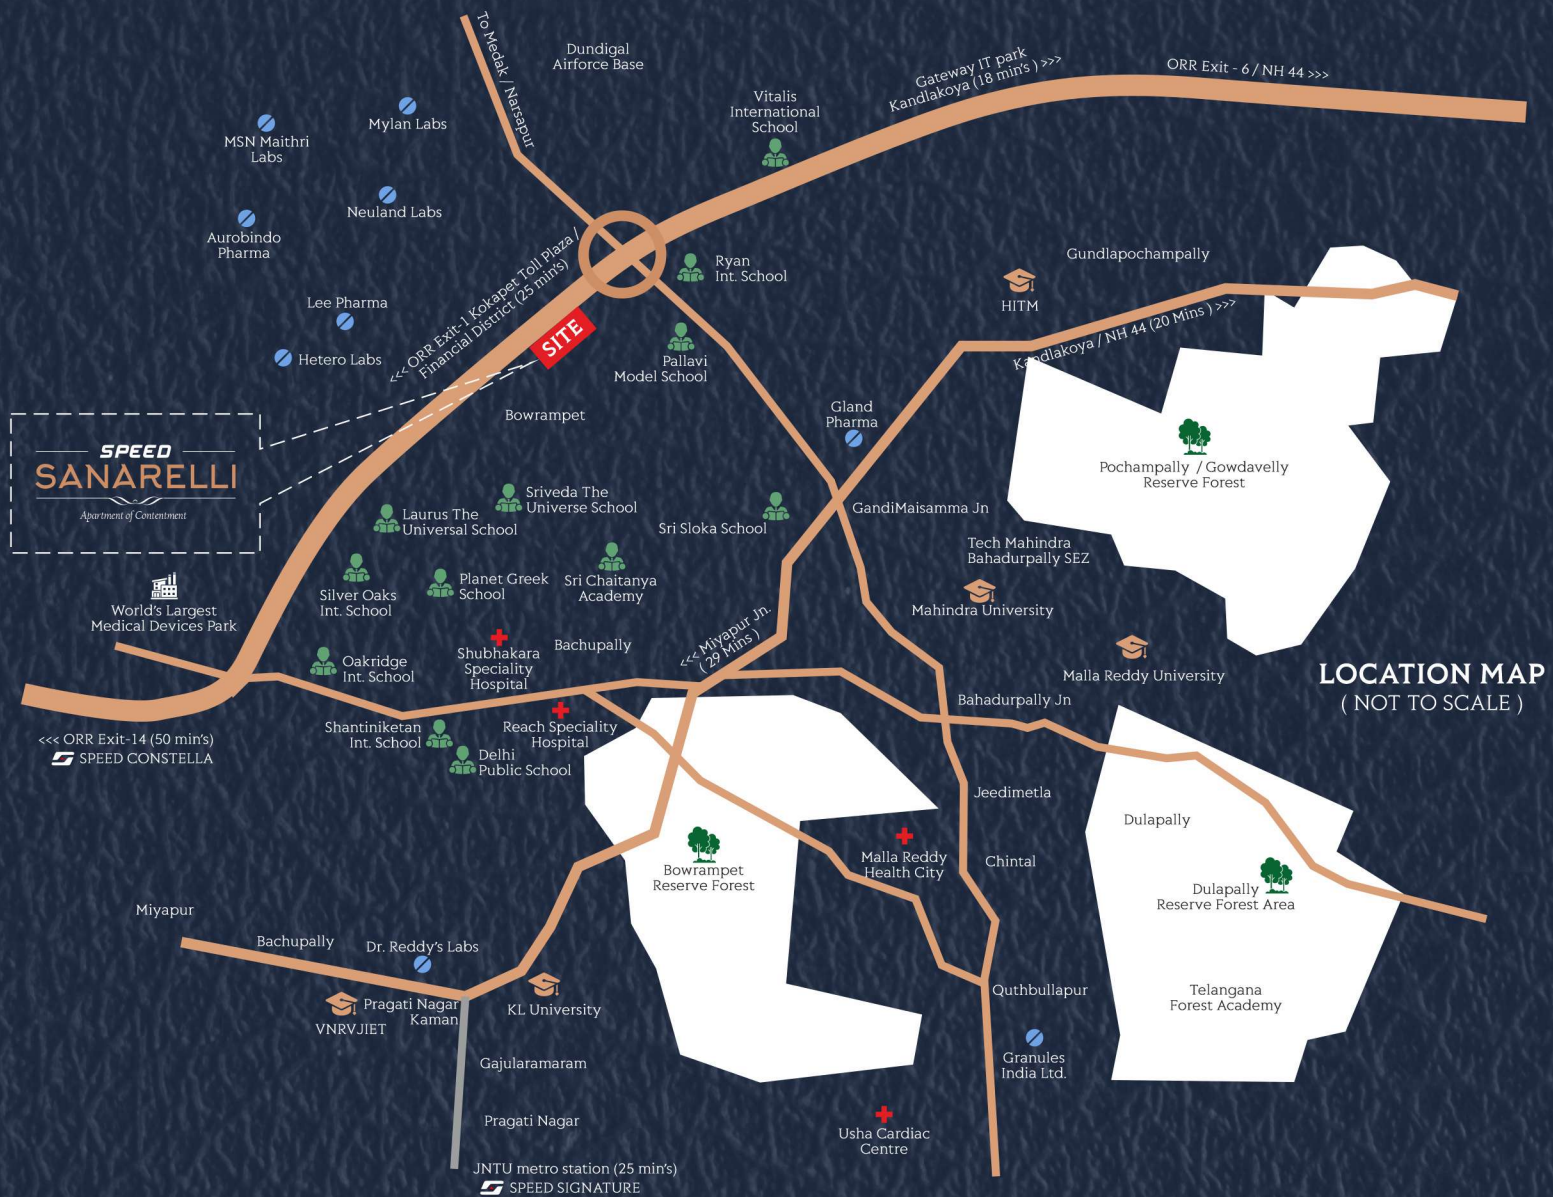 To Medak / Narsapur
Dundigal
Airforce Base
Gateway IT park
Kandlakoya (18 min's ) >>>
ORR Exit - 6 / NH 44 >>>
Vitalis
International
School
Mylan Labs
MSN Maithri
Labs
Neuland Labs
Aurobindo
Pharma
<<< ORR Exit-1 Kokapet Toll Plaza /
Financial District (25 min's)
Ryan
Int. School
Gundlapochampally
HITM
Lee Pharma
Hetero Labs
SITE
Pallavi
Model School
Kandlakoya / NH 44 (20 Mins ) >>>
Bowrampet
Gland
Pharma
SPEED
SANARELLI
Apartment of Contentment
Pochampally / Gowdavelly
Reserve Forest
Sriveda The
Universe School
Laurus The
Universal School
Sri Sloka School
GandiMaisamma Jn
Tech Mahindra
Bahadurpally SEZ
Silver Oaks
Int. School
Planet Greek
School
Sri Chaitanya
Academy
World's Largest
Medical Devices Park
Mahindra University
<<< Miyapur Jn.
( 29 Mins )
Shubhakara
Speciality
Hospital
Bachupally
Oakridge
Int. School
Malla Reddy University
LOCATION MAP
( NOT TO SCALE )
Bahadurpally Jn
Shantiniketan
Int. School
Reach Speciality
Hospital
Delhi
Public School
<<< ORR Exit-14 (50 min's)
SPEED CONSTELLA
Jeedimetla
Dulapally
Malla Reddy
Health City
Chintal
Bowrampet
Reserve Forest
Dulapally
Reserve Forest Area
Miyapur
Bachupally
Dr. Reddy's Labs
VNRVJIET
Pragati Nagar
Kaman
KL University
Quthbullapur
Telangana
Forest Academy
Gajularamaram
Granules
India Ltd.
Pragati Nagar
Usha Cardiac
Centre
JNTU metro station (25 min's)
SPEED SIGNATURE